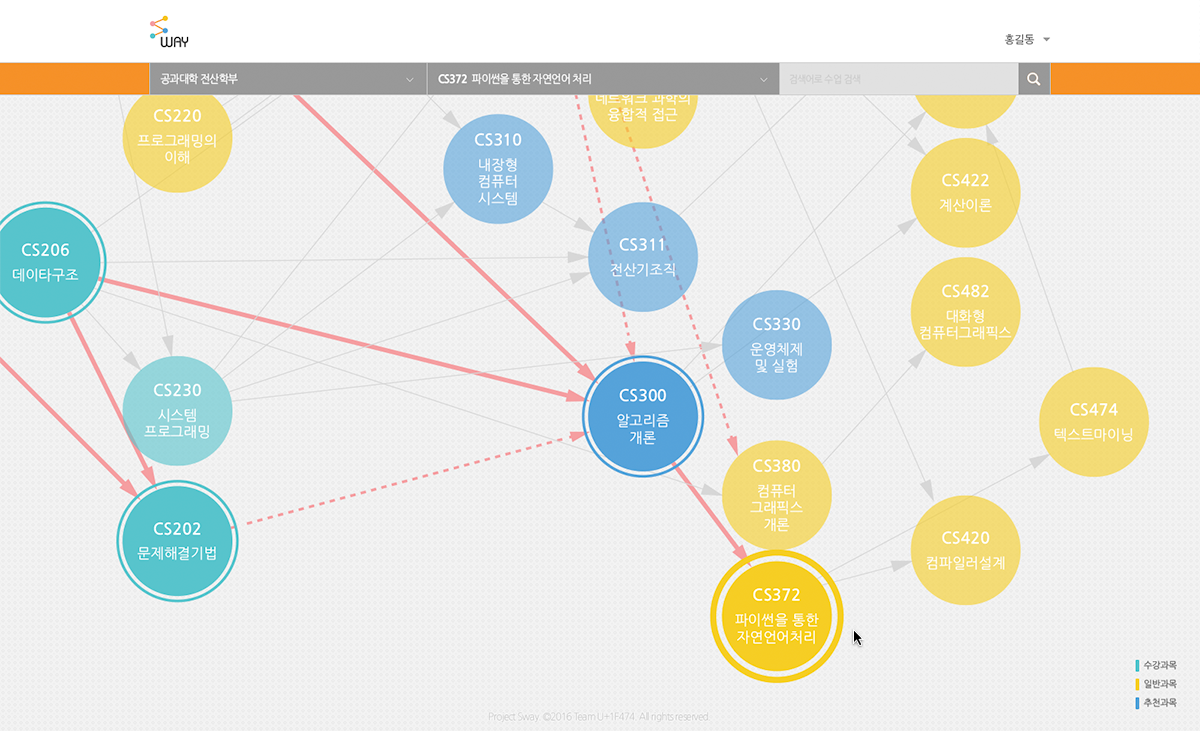 WAY
홍길동
공과대학 전산학부
CS372 파이썬을 통한 자연언어 처리
검색어로 수업 검색
CS220
프로그래밍의
이해
네트워크 과학의
융합적 접근
CS310
내장형
컴퓨터
시스템
CS422
계산이론
CS206
데이타구조
CS311
전산기조직
CS482
대화형
컴퓨터그래픽스
CS330
운영체제
및 실험
CS230
시스템
프로그래밍
CS300
알고리즘
개론
CS474
텍스트마이닝
CS380
컴퓨터
그래픽스
개론
CS202
문제해결기법
CS420
컴파일러설계
CS372
파이썬을 통한
자연언어처리
수강과목
일반과목
추천과목
Project 5way. ©2016 Team U+1F474. All rights reserved.